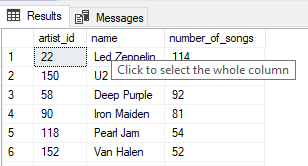 Results Messages
artist_id name number_of_songs
1 22 Led Zeppelin 114
2 150 U2
Click to select the whole column
3 58 Deep Purple 92
4 90 Iron Maiden 81
5 118 Pearl Jam 54
6 152 Van Halen 52